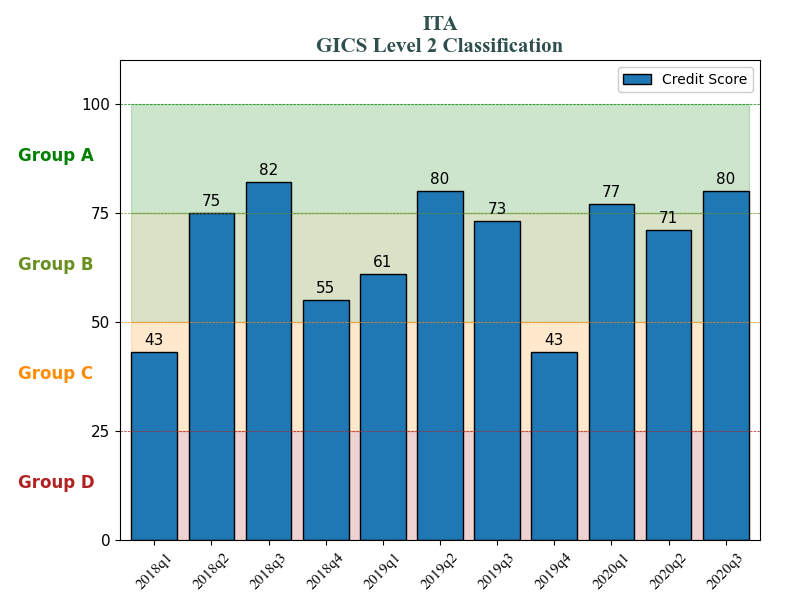 ITA
GICS Level 2 Classification
Credit Score
100
Group A
82
80
80
77
75
73
71
75
Group B
61
55
50
43
43
Group C
25
Group D
0
2018q1 2018q2 2018q3 2018q4 2019q1 2019q2 2019q3 2019q4 2020q1 2020q2 2020q3